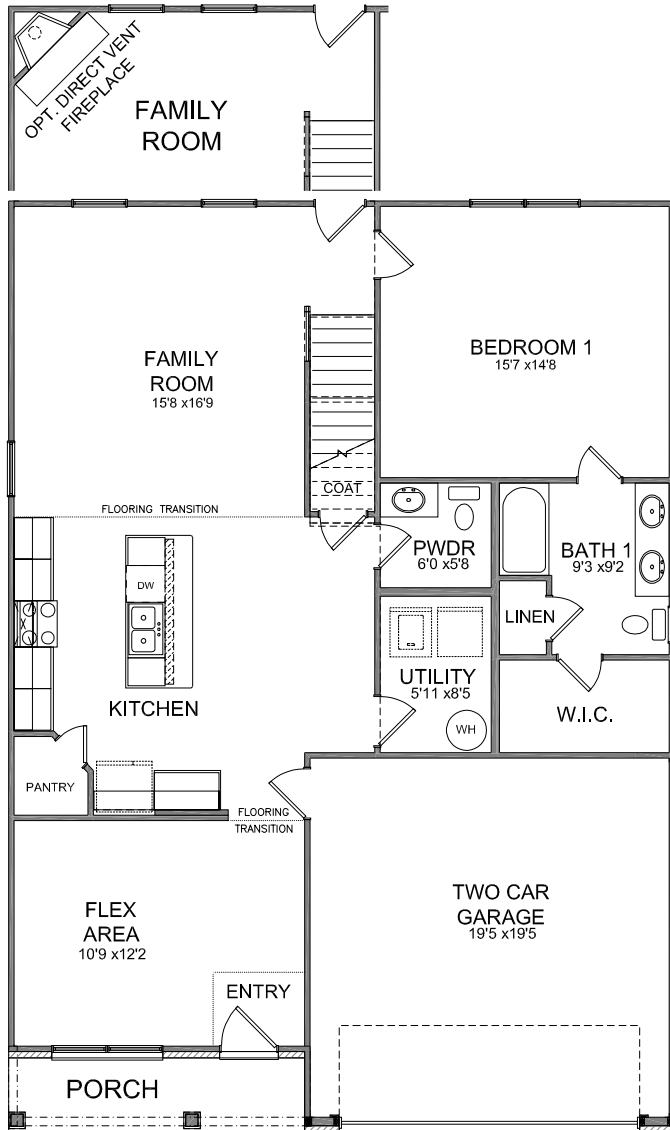 OPT. DIRECT VENT
FIREPLACE
FAMILY
ROOM
FAMILY
ROOM
15'8 x16'9
BEDROOM 1
15'7 x14'8
COAT
FLOORING TRANSITION
PWDR
6'0 x5'8
BATH 1
9'3 x9'2
DW
LINEN
UTILITY
5'11 x8'5
KITCHEN
W.I.C.
WH
PANTRY
FLOORING
TRANSITION
FLEX
AREA
10'9 x12'2
TWO CAR
GARAGE
19'5 x19'5
ENTRY
PORCH